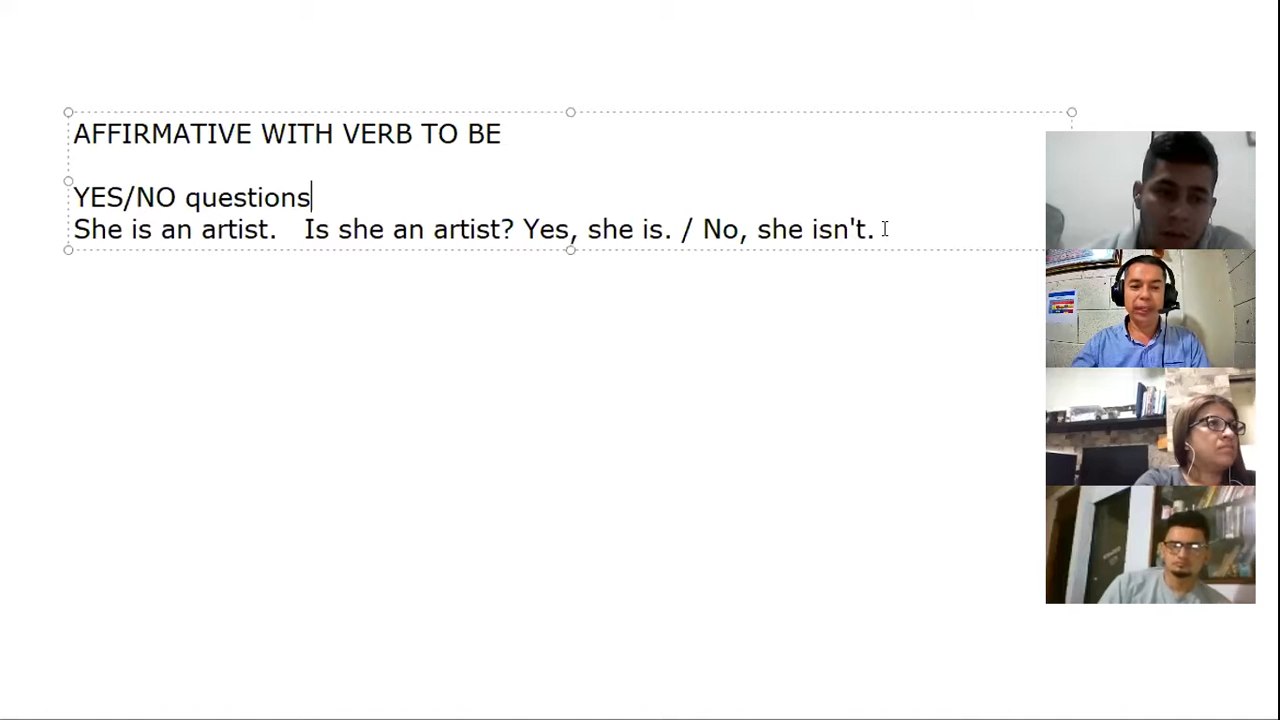 AFFIRMATIVE WITH VERB TO BE
YES/NO questions
She is an artist. Is she an artist? Yes, she is. / No, she isn't.